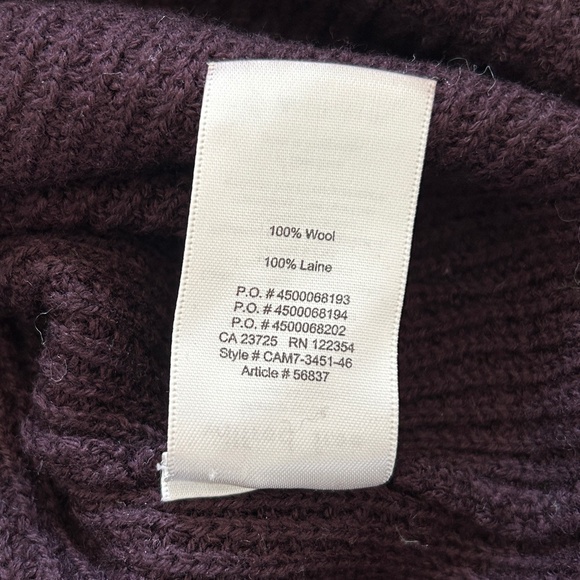 100% Wool
100% Laine
P.O. # 4500068193
P.O. # 4500068194
P.O. # 4500068202
CA 23725 RN 122354
Style # CAM7-3451-46
Article # 56837